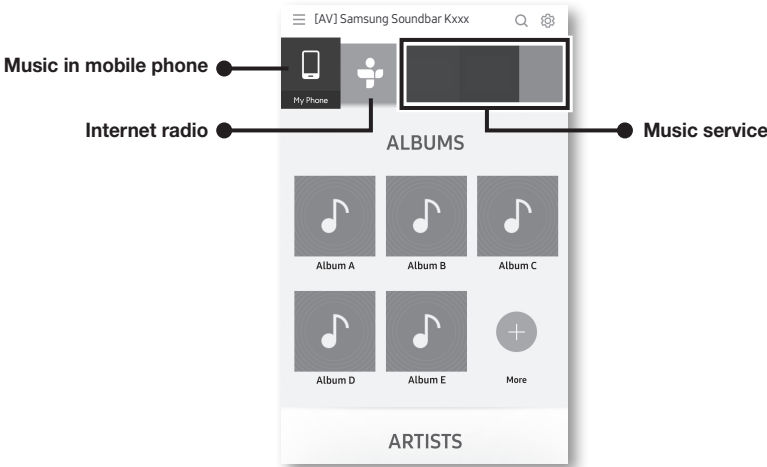 [AV] Samsung Soundbar Kxxx
Music in mobile phone
My Phone
Internet radio
Music service
ALBUMS
Album A
Album B
Album C
Album D
Album E
More
ARTISTS